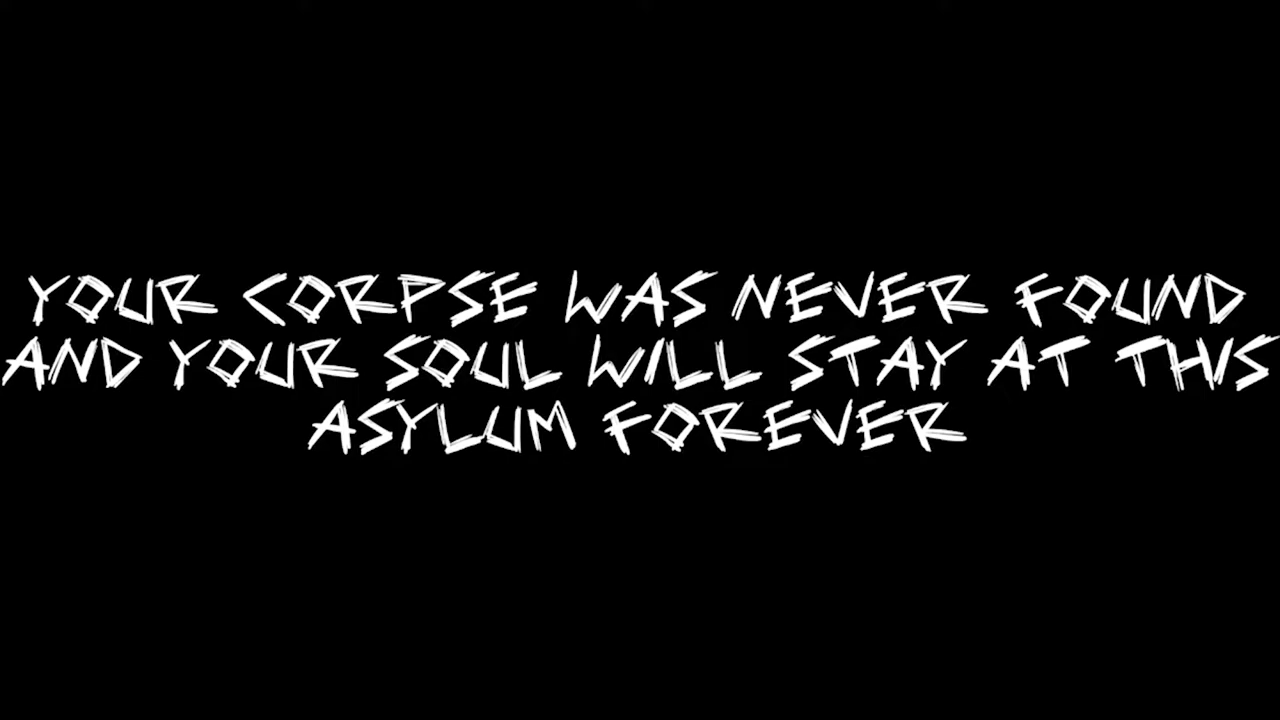 YOUR CORPSE WAS NEVER FOUND
AND YOUR SOUL WILL STAY AT THIS
ASYLUM FOREVER